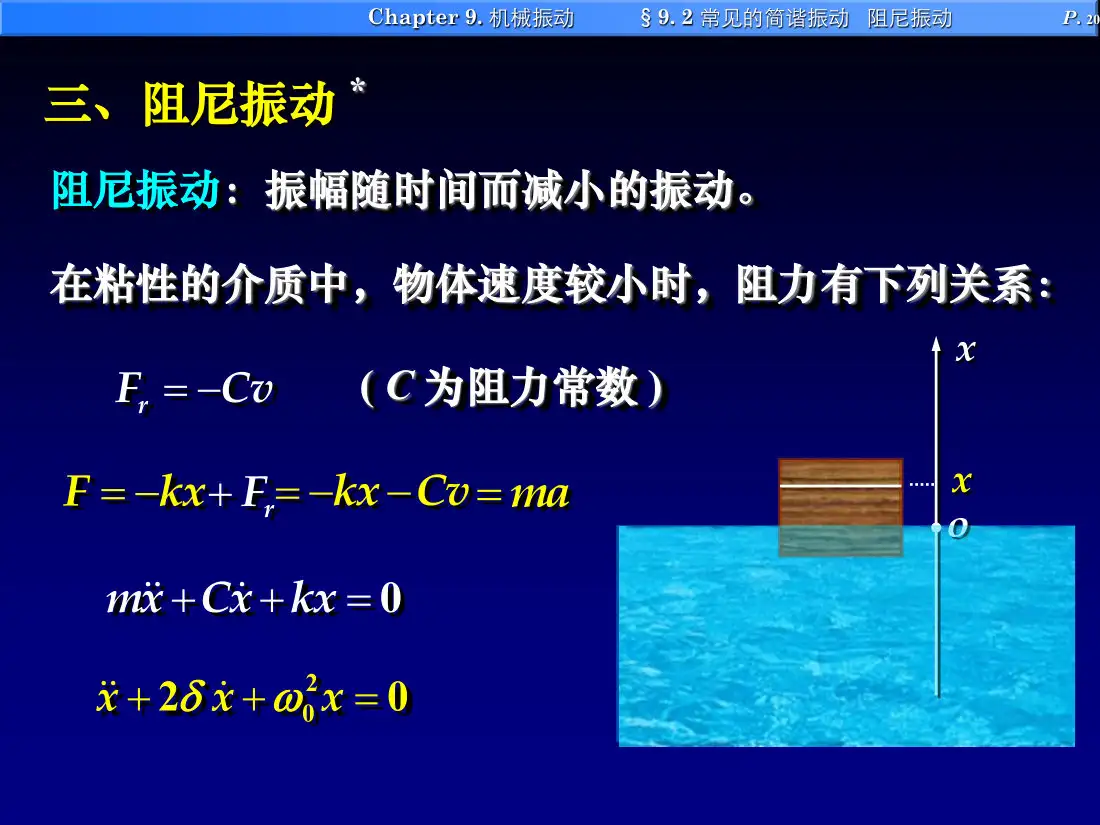 Chapter 9. 机械振动 §9. 2 常见的简谐振动 阻尼振动 P. 20
三、阻尼振动 *
阻尼振动：振幅随时间而减小的振动。
在粘性的介质中，物体速度较小时，阻力有下列关系：
x
F_r = −Cv ( C 为阻力常数 )
F = −kx + F_r = −kx − Cv = ma
x
o
mẍ + Cẋ + kx = 0
ẍ + 2δ ẋ + ω₀² x = 0